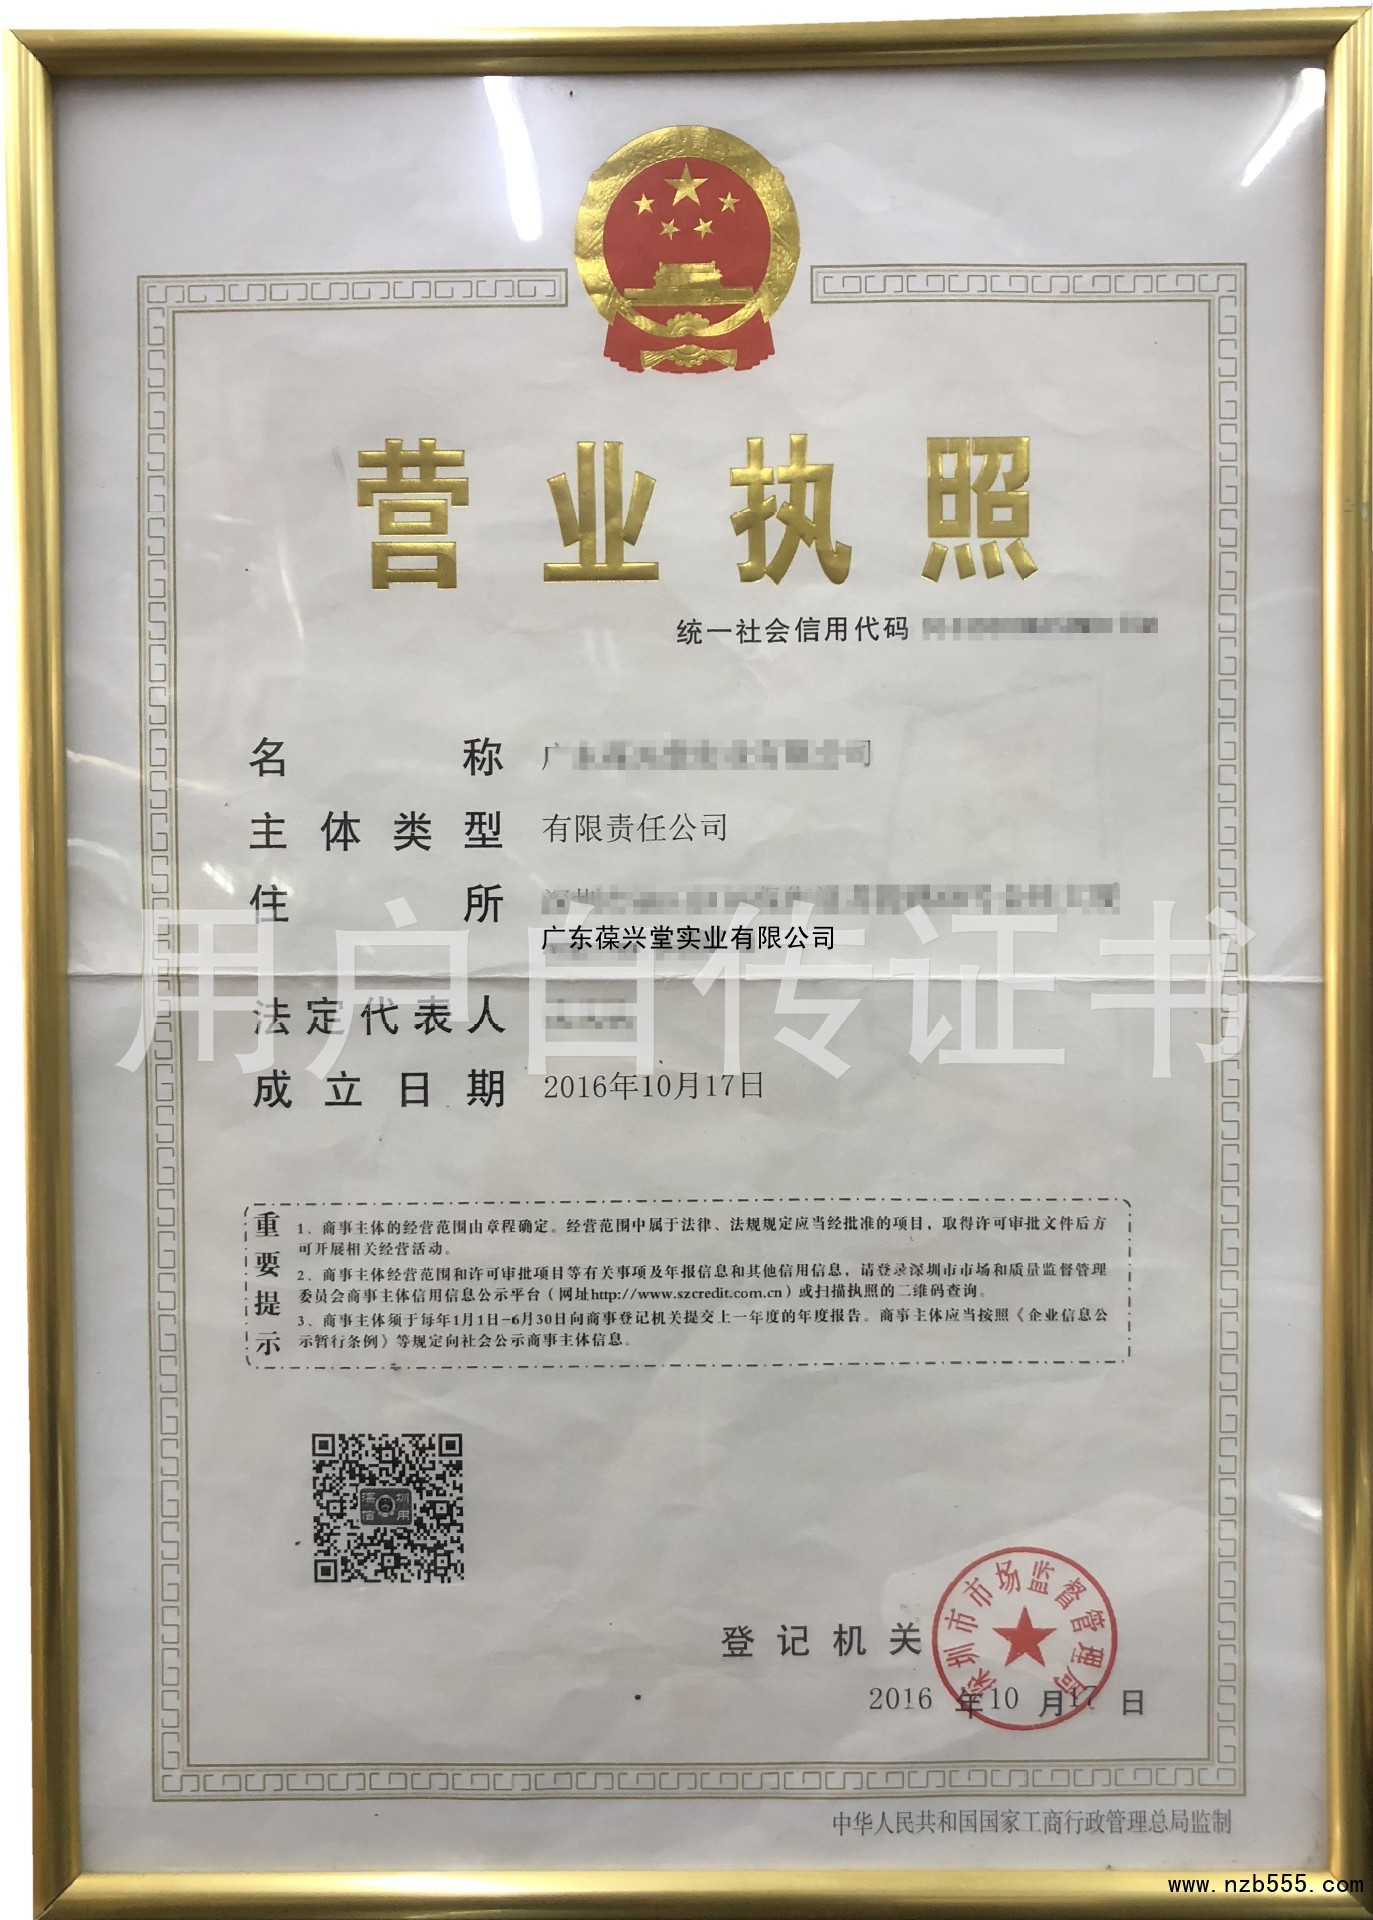 营业执照
统一社会信用代码
名称
主体类型 有限责任公司
住所
广东葆兴堂实业有限公司
用户自传证书
法定代表人
成立日期 2016年10月17日
重要提示
1、商事主体的经营范围由章程确定。经营范围中属于法律、法规规定应当经批准的项目，取得许可审批文件后方
可开展相关经营活动。
2、商事主体经营范围和许可审批项目等有关事项及年报信息和其他信用信息，请登录深圳市市场和质量监督管理
委员会商事主体信用信息公示平台（网址http://www.szcredit.com.cn）或扫描执照的二维码查询。
3、商事主体须于每年1月1日-6月30日向商事登记机关提交上一年度的年度报告。商事主体应当按照《企业信息公
示暂行条例》等规定向社会公示商事主体信息。
深圳
信用
登记机关
深圳市市场监督管理局
2016年10月17日
中华人民共和国国家工商行政管理总局监制
www.nzb555.com